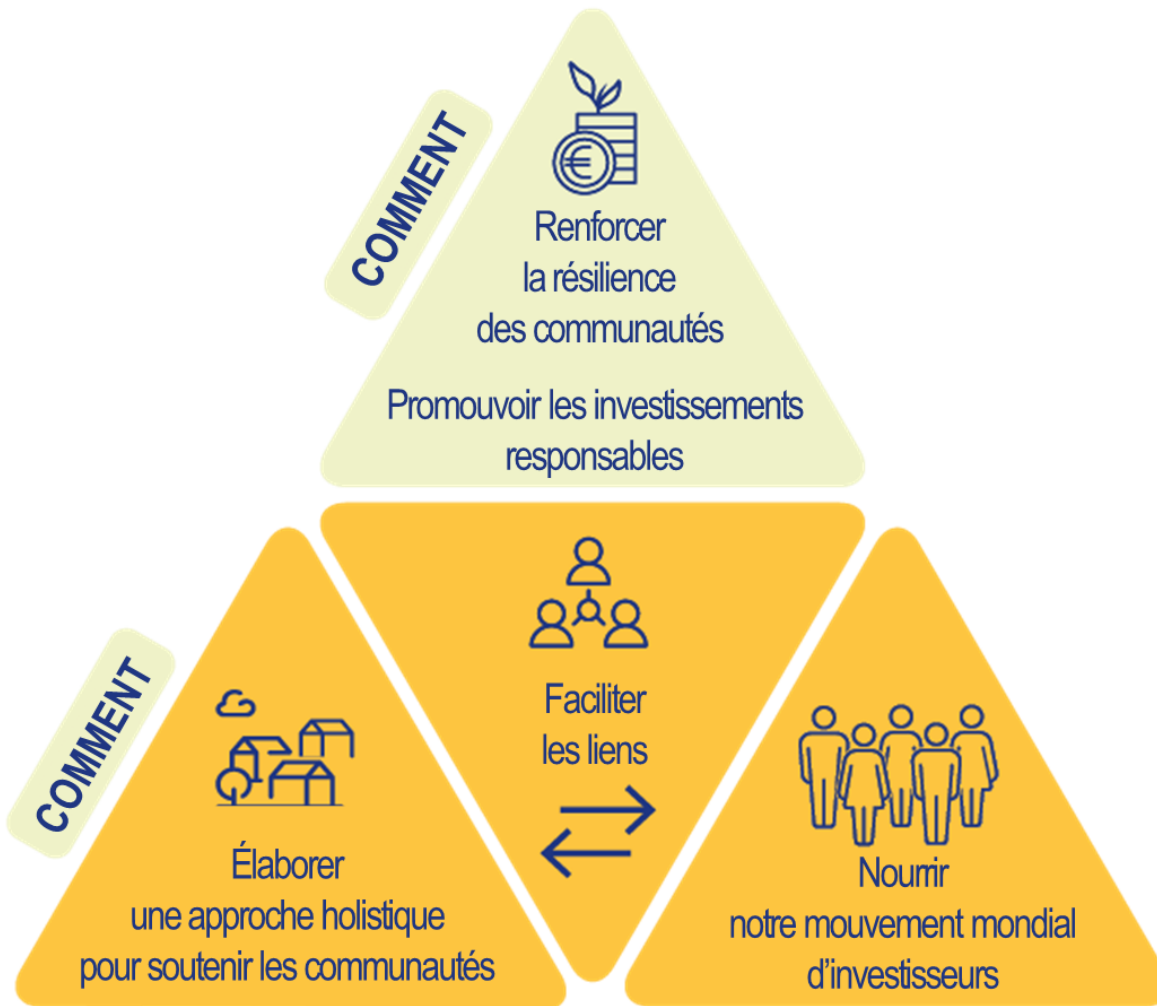 COMMENT
Renforcer
la résilience
des communautés
Promouvoir les investissements
responsables
COMMENT
Élaborer
une approche holistique
pour soutenir les communautés
Faciliter
les liens
Nourrir
notre mouvement mondial
d’investisseurs